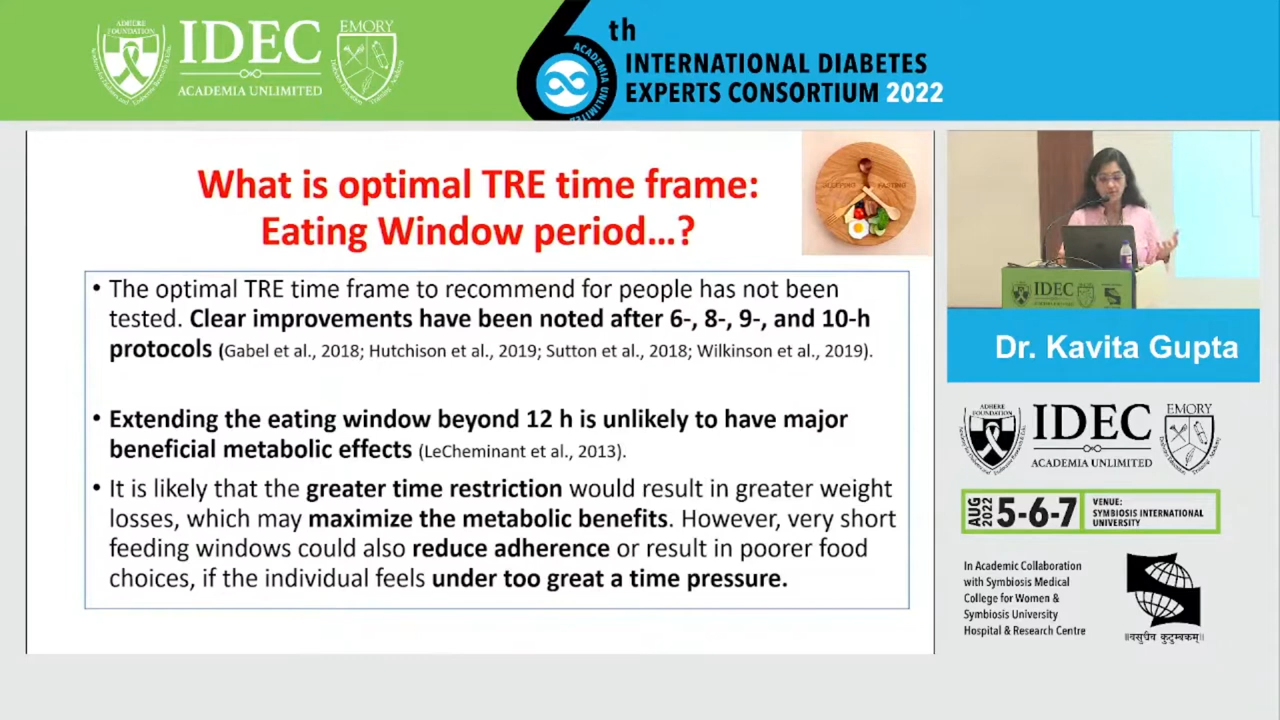 ADHERE
FOUNDATION
IDEC
ACADEMIA UNLIMITED
EMORY
6th
ACADEMIA UNLIMITED
INTERNATIONAL DIABETES
EXPERTS CONSORTIUM 2022
What is optimal TRE time frame:
Eating Window period...?
FASTING
• The optimal TRE time frame to recommend for people has not been
tested. Clear improvements have been noted after 6-, 8-, 9-, and 10-h
protocols (Gabel et al., 2018; Hutchison et al., 2019; Sutton et al., 2018; Wilkinson et al., 2019).
• Extending the eating window beyond 12 h is unlikely to have major
beneficial metabolic effects (LeCheminant et al., 2013).
• It is likely that the greater time restriction would result in greater weight
losses, which may maximize the metabolic benefits. However, very short
feeding windows could also reduce adherence or result in poorer food
choices, if the individual feels under too great a time pressure.
IDEC
Dr. Kavita Gupta
ADHERE
FOUNDATION
IDEC
ACADEMIA UNLIMITED
EMORY
AUG 2022
5-6-7
VENUE:
SYMBIOSIS INTERNATIONAL
UNIVERSITY
In Academic Collaboration
with Symbiosis Medical
College for Women &
Symbiosis University
Hospital & Research Centre
॥वसुधैव कुटुम्बकम्॥